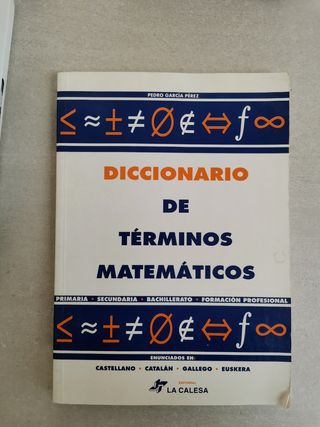 PEDRO GARCÍA PÉREZ
≤ ≈ ± ≠ ∅ ∉ ⇔ ƒ ∞
DICCIONARIO
DE
TÉRMINOS
MATEMÁTICOS
PRIMARIA · SECUNDARIA · BACHILLERATO · FORMACIÓN PROFESIONAL
≤ ≈ ± ≠ ∅ ∉ ⇔ ƒ ∞
ENUNCIADOS EN:
CASTELLANO · CATALÁN · GALLEGO · EUSKERA
EDITORIAL
LA CALESA